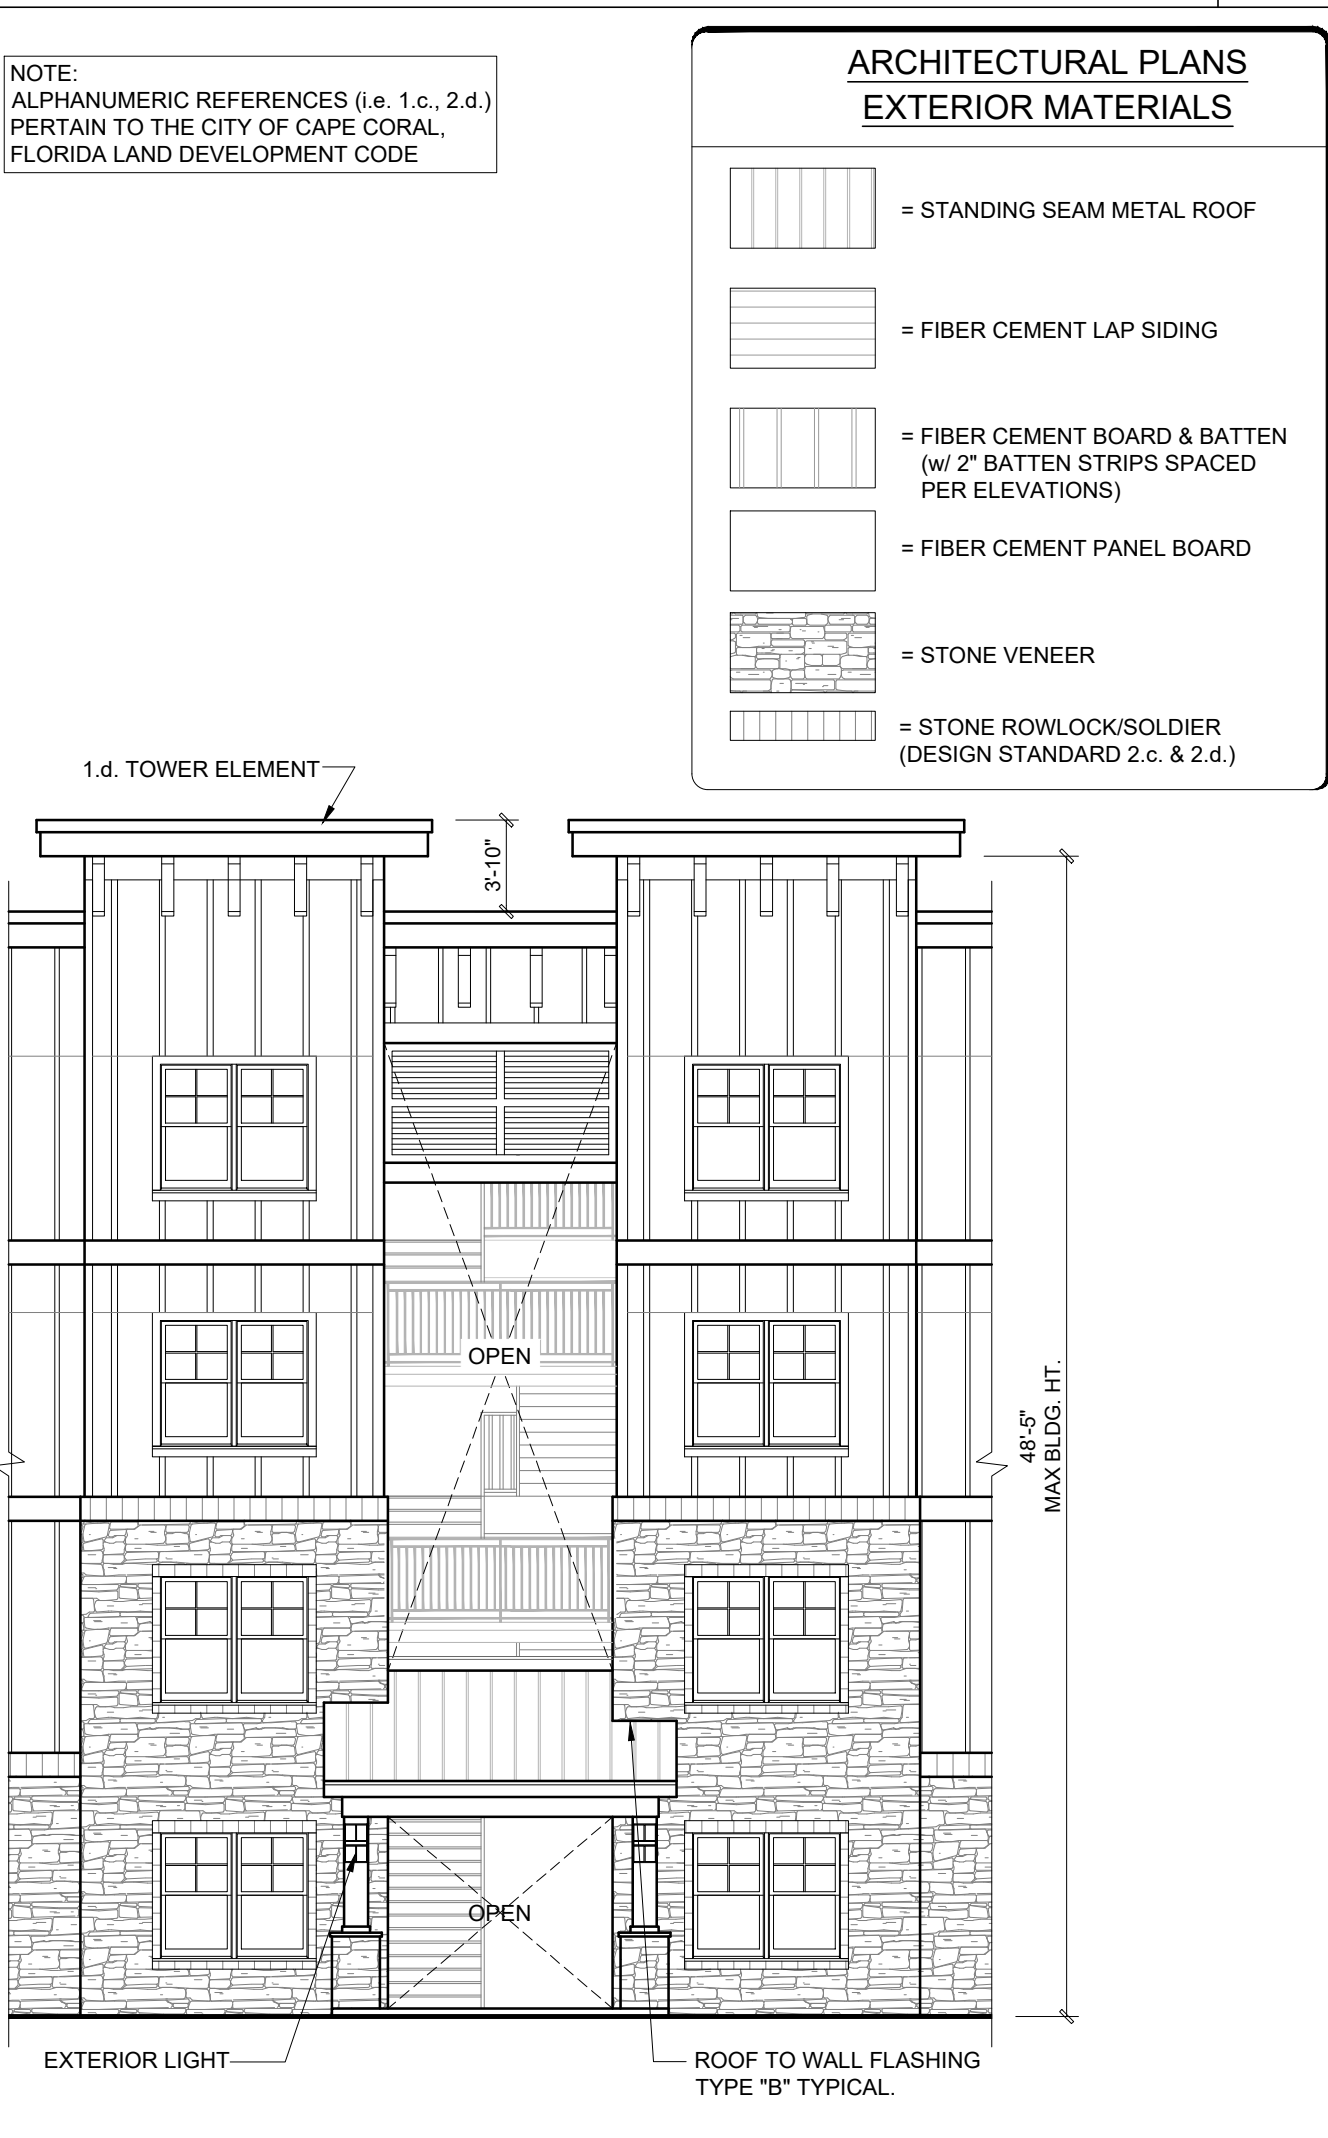 NOTE:
ALPHANUMERIC REFERENCES (i.e. 1.c., 2.d.)
PERTAIN TO THE CITY OF CAPE CORAL,
FLORIDA LAND DEVELOPMENT CODE
ARCHITECTURAL PLANS
EXTERIOR MATERIALS
= STANDING SEAM METAL ROOF
= FIBER CEMENT LAP SIDING
= FIBER CEMENT BOARD & BATTEN
(w/ 2" BATTEN STRIPS SPACED
PER ELEVATIONS)
= FIBER CEMENT PANEL BOARD
= STONE VENEER
= STONE ROWLOCK/SOLDIER
(DESIGN STANDARD 2.c. & 2.d.)
1.d. TOWER ELEMENT
3'-10"
OPEN
48'-5"
MAX BLDG. HT.
OPEN
EXTERIOR LIGHT
ROOF TO WALL FLASHING
TYPE "B" TYPICAL.